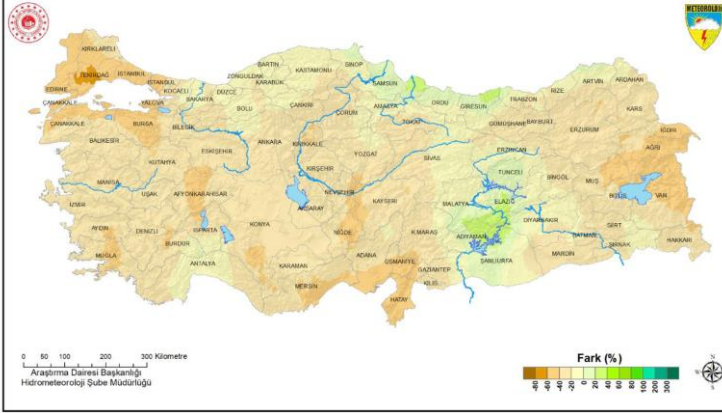 METEOROLOJİ
KIRKLARELİ
EDİRNE
TEKİRDAĞ
İSTANBUL
İSTANBUL
KOCAELİ
YALOVA
SAKARYA
DÜZCE
ZONGULDAK
BARTIN
KARABÜK
KASTAMONU
SİNOP
SAMSUN
ÇANAKKALE
ÇANAKKALE
BALIKESİR
BURSA
BİLECİK
BOLU
ÇANKIRI
ÇORUM
AMASYA
TOKAT
ORDU
GİRESUN
TRABZON
RİZE
ARTVİN
ARDAHAN
KARS
GÜMÜŞHANE
BAYBURT
ERZURUM
IĞDIR
AĞRI
ESKİŞEHİR
ANKARA
KIRIKKALE
YOZGAT
SİVAS
ERZİNCAN
TUNCELİ
BİNGÖL
MUŞ
BİTLİS
VAN
KÜTAHYA
MANİSA
UŞAK
AFYONKARAHİSAR
KIRŞEHİR
NEVŞEHİR
KAYSERİ
MALATYA
ELAZIĞ
DİYARBAKIR
BATMAN
SİİRT
ŞIRNAK
HAKKARİ
İZMİR
AYDIN
DENİZLİ
ISPARTA
BURDUR
KONYA
AKSARAY
NİĞDE
K.MARAŞ
ADIYAMAN
ŞANLIURFA
MARDİN
MUĞLA
ANTALYA
KARAMAN
MERSİN
ADANA
OSMANİYE
GAZİANTEP
KİLİS
HATAY
0 50 100 200 300 Kilometre
Araştırma Dairesi Başkanlığı
Hidrometeoroloji Şube Müdürlüğü
Fark (%)
-80 -60 -40 -20 0 20 40 60 80 100 200 300